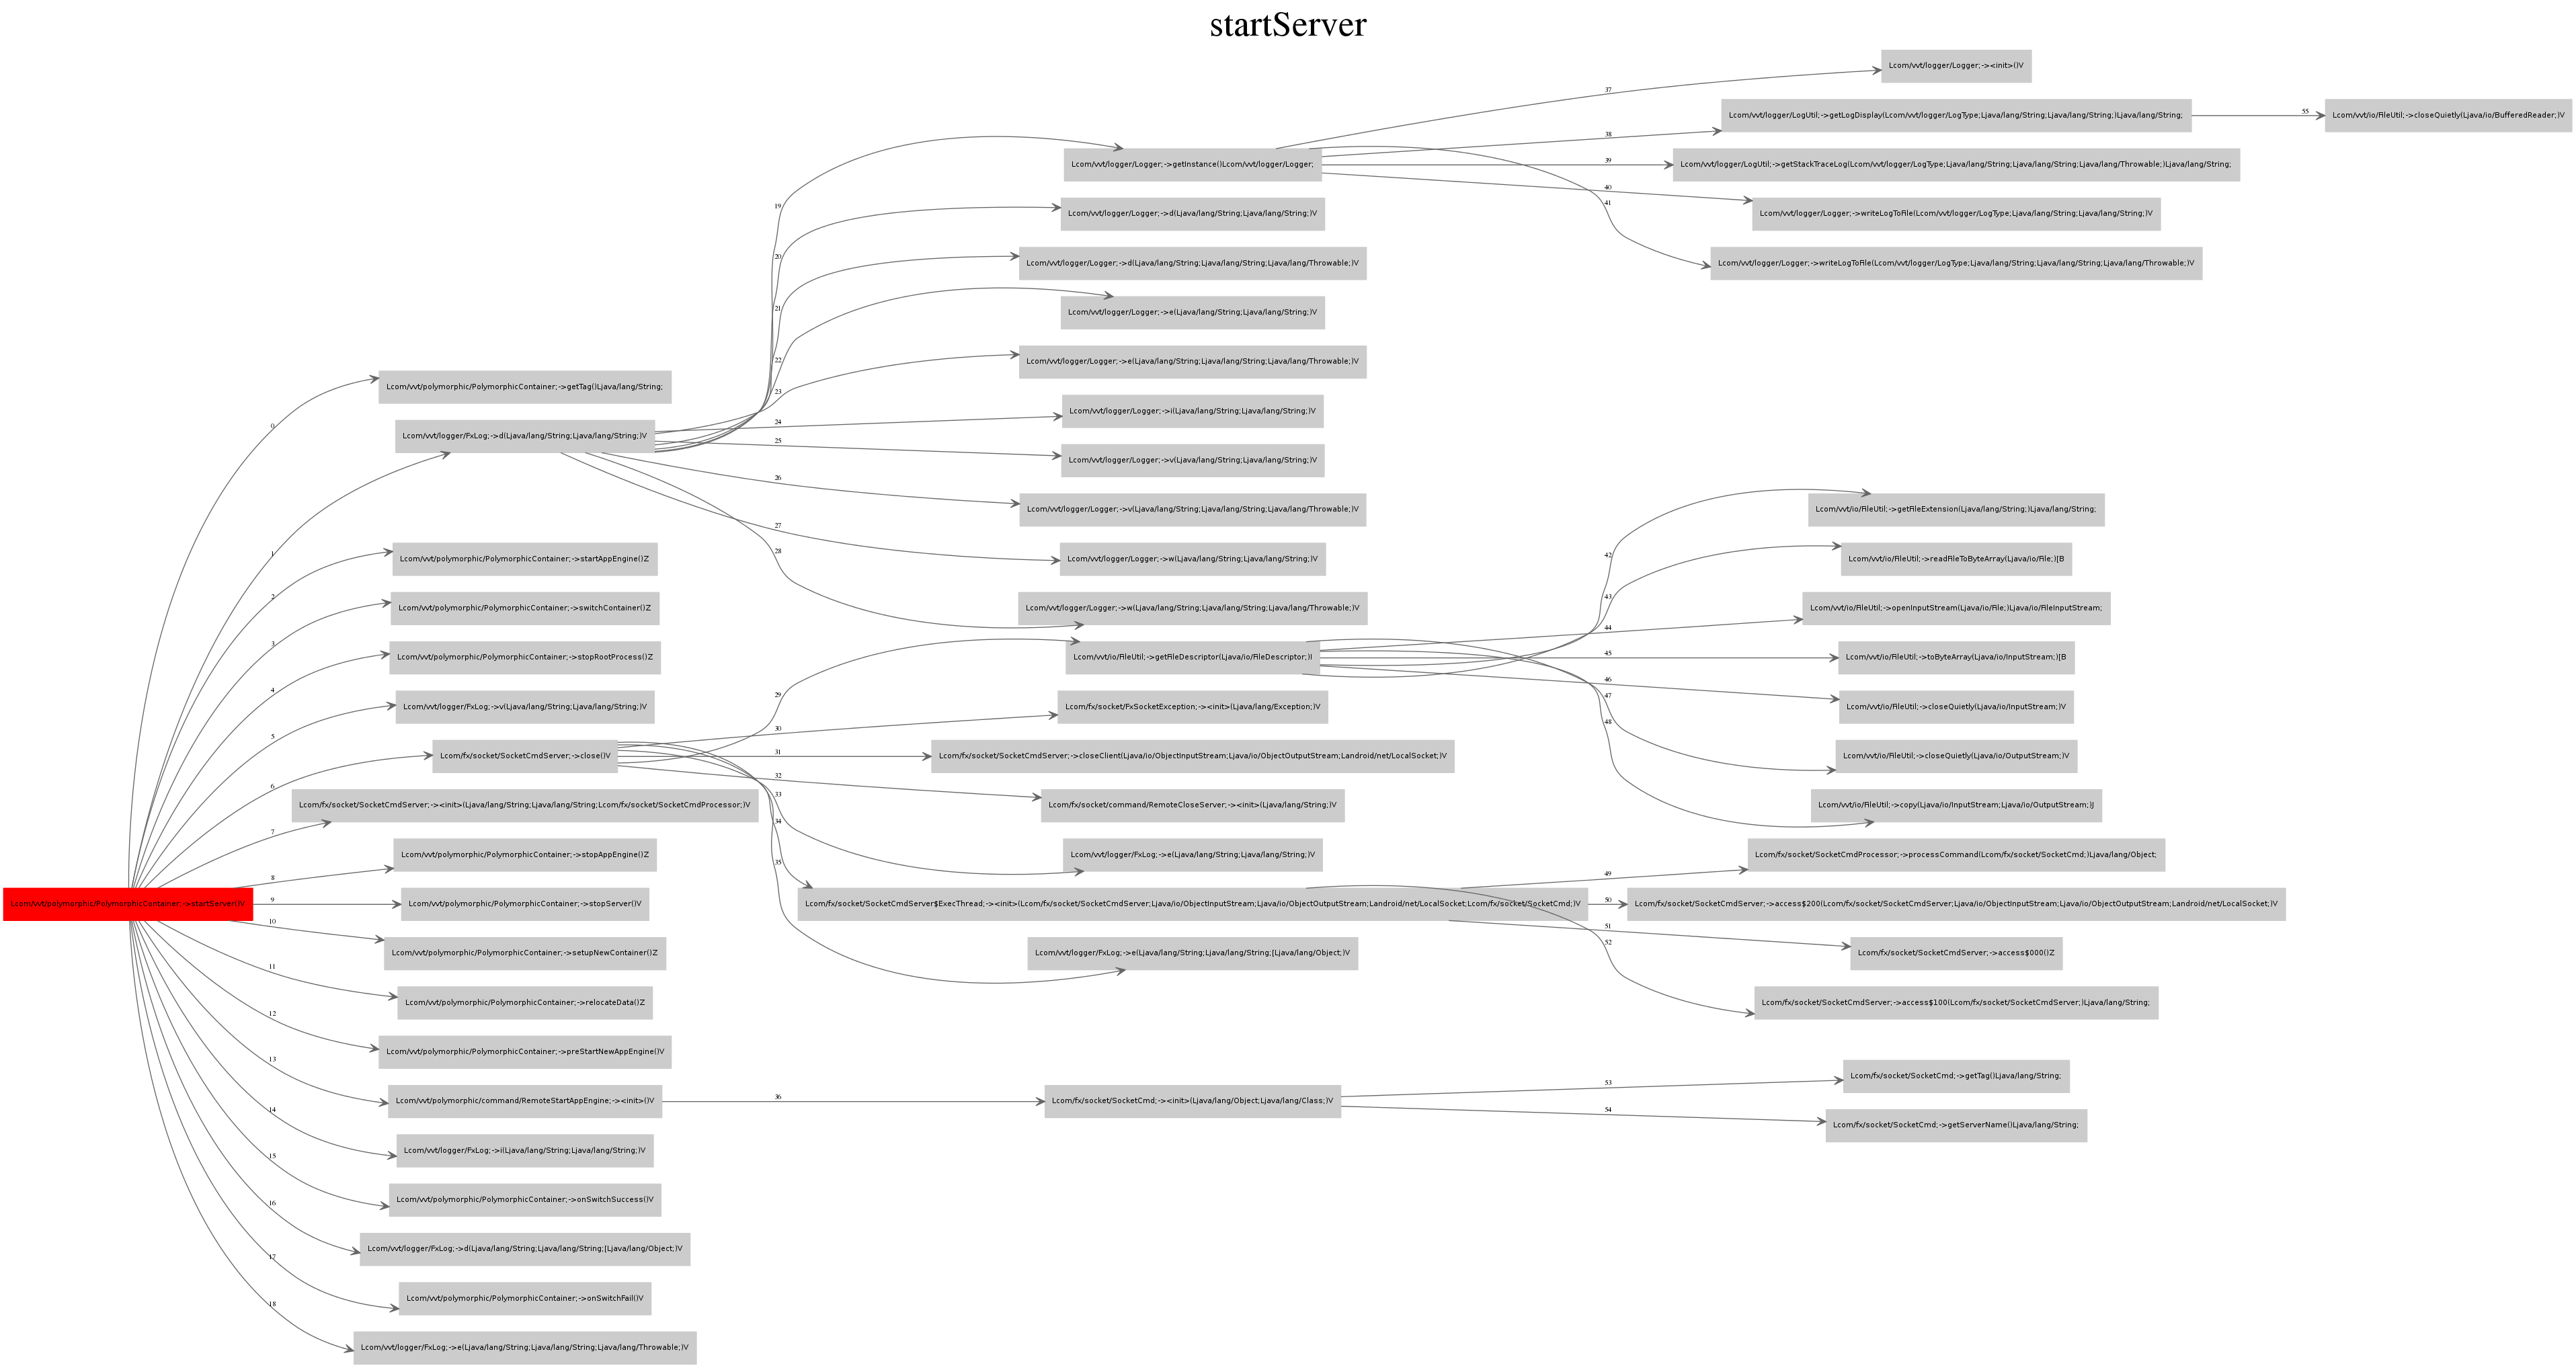 startServer
Lcom/vvt/logger/Logger;-><init>()V
37
Lcom/vvt/logger/LogUtil;->getLogDisplay(Lcom/vvt/logger/LogType;Ljava/lang/String;Ljava/lang/String;)Ljava/lang/String;
55
Lcom/vvt/io/FileUtil;->closeQuietly(Ljava/io/BufferedReader;)V
38
Lcom/vvt/logger/Logger;->getInstance()Lcom/vvt/logger/Logger;
39
Lcom/vvt/logger/LogUtil;->getStackTraceLog(Lcom/vvt/logger/LogType;Ljava/lang/String;Ljava/lang/String;Ljava/lang/Throwable;)Ljava/lang/String;
40
41
19
Lcom/vvt/logger/Logger;->d(Ljava/lang/String;Ljava/lang/String;)V
Lcom/vvt/logger/Logger;->writeLogToFile(Lcom/vvt/logger/LogType;Ljava/lang/String;Ljava/lang/String;)V
20
Lcom/vvt/logger/Logger;->d(Ljava/lang/String;Ljava/lang/String;Ljava/lang/Throwable;)V
Lcom/vvt/logger/Logger;->writeLogToFile(Lcom/vvt/logger/LogType;Ljava/lang/String;Ljava/lang/String;Ljava/lang/Throwable;)V
21
Lcom/vvt/logger/Logger;->e(Ljava/lang/String;Ljava/lang/String;)V
22
Lcom/vvt/logger/Logger;->e(Ljava/lang/String;Ljava/lang/String;Ljava/lang/Throwable;)V
Lcom/vvt/polymorphic/PolymorphicContainer;->getTag()Ljava/lang/String;
23
0
Lcom/vvt/logger/Logger;->i(Ljava/lang/String;Ljava/lang/String;)V
24
Lcom/vvt/logger/FxLog;->d(Ljava/lang/String;Ljava/lang/String;)V
25
Lcom/vvt/logger/Logger;->v(Ljava/lang/String;Ljava/lang/String;)V
26
Lcom/vvt/logger/Logger;->v(Ljava/lang/String;Ljava/lang/String;Ljava/lang/Throwable;)V
Lcom/vvt/io/FileUtil;->getFileExtension(Ljava/lang/String;)Ljava/lang/String;
27
28
42
1
Lcom/vvt/polymorphic/PolymorphicContainer;->startAppEngine()Z
Lcom/vvt/logger/Logger;->w(Ljava/lang/String;Ljava/lang/String;)V
Lcom/vvt/io/FileUtil;->readFileToByteArray(Ljava/io/File;)[B
2
43
Lcom/vvt/polymorphic/PolymorphicContainer;->switchContainer()Z
Lcom/vvt/logger/Logger;->w(Ljava/lang/String;Ljava/lang/String;Ljava/lang/Throwable;)V
Lcom/vvt/io/FileUtil;->openInputStream(Ljava/io/File;)Ljava/io/FileInputStream;
44
3
Lcom/vvt/polymorphic/PolymorphicContainer;->stopRootProcess()Z
Lcom/vvt/io/FileUtil;->getFileDescriptor(Ljava/io/FileDescriptor;)I
45
Lcom/vvt/io/FileUtil;->toByteArray(Ljava/io/InputStream;)[B
4
29
46
47
Lcom/vvt/logger/FxLog;->v(Ljava/lang/String;Ljava/lang/String;)V
Lcom/fx/socket/FxSocketException;-><init>(Ljava/lang/Exception;)V
Lcom/vvt/io/FileUtil;->closeQuietly(Ljava/io/InputStream;)V
30
48
5
Lcom/fx/socket/SocketCmdServer;->close()V
31
Lcom/fx/socket/SocketCmdServer;->closeClient(Ljava/io/ObjectInputStream;Ljava/io/ObjectOutputStream;Landroid/net/LocalSocket;)V
Lcom/vvt/io/FileUtil;->closeQuietly(Ljava/io/OutputStream;)V
6
32
33
Lcom/fx/socket/SocketCmdServer;-><init>(Ljava/lang/String;Ljava/lang/String;Lcom/fx/socket/SocketCmdProcessor;)V
Lcom/fx/socket/command/RemoteCloseServer;-><init>(Ljava/lang/String;)V
Lcom/vvt/io/FileUtil;->copy(Ljava/io/InputStream;Ljava/io/OutputStream;)J
7
34
Lcom/vvt/polymorphic/PolymorphicContainer;->stopAppEngine()Z
Lcom/vvt/logger/FxLog;->e(Ljava/lang/String;Ljava/lang/String;)V
Lcom/fx/socket/SocketCmdProcessor;->processCommand(Lcom/fx/socket/SocketCmd;)Ljava/lang/Object;
35
49
8
Lcom/vvt/polymorphic/PolymorphicContainer;->startServer()V
9
Lcom/vvt/polymorphic/PolymorphicContainer;->stopServer()V
Lcom/fx/socket/SocketCmdServer$ExecThread;-><init>(Lcom/fx/socket/SocketCmdServer;Ljava/io/ObjectInputStream;Ljava/io/ObjectOutputStream;Landroid/net/LocalSocket;Lcom/fx/socket/SocketCmd;)V
50
Lcom/fx/socket/SocketCmdServer;->access$200(Lcom/fx/socket/SocketCmdServer;Ljava/io/ObjectInputStream;Ljava/io/ObjectOutputStream;Landroid/net/LocalSocket;)V
10
51
52
Lcom/vvt/polymorphic/PolymorphicContainer;->setupNewContainer()Z
Lcom/vvt/logger/FxLog;->e(Ljava/lang/String;Ljava/lang/String;[Ljava/lang/Object;)V
Lcom/fx/socket/SocketCmdServer;->access$000()Z
11
Lcom/vvt/polymorphic/PolymorphicContainer;->relocateData()Z
Lcom/fx/socket/SocketCmdServer;->access$100(Lcom/fx/socket/SocketCmdServer;)Ljava/lang/String;
12
Lcom/vvt/polymorphic/PolymorphicContainer;->preStartNewAppEngine()V
13
Lcom/fx/socket/SocketCmd;->getTag()Ljava/lang/String;
53
Lcom/vvt/polymorphic/command/RemoteStartAppEngine;-><init>()V
36
Lcom/fx/socket/SocketCmd;-><init>(Ljava/lang/Object;Ljava/lang/Class;)V
14
54
Lcom/fx/socket/SocketCmd;->getServerName()Ljava/lang/String;
Lcom/vvt/logger/FxLog;->i(Ljava/lang/String;Ljava/lang/String;)V
15
Lcom/vvt/polymorphic/PolymorphicContainer;->onSwitchSuccess()V
16
Lcom/vvt/logger/FxLog;->d(Ljava/lang/String;Ljava/lang/String;[Ljava/lang/Object;)V
17
Lcom/vvt/polymorphic/PolymorphicContainer;->onSwitchFail()V
18
Lcom/vvt/logger/FxLog;->e(Ljava/lang/String;Ljava/lang/String;Ljava/lang/Throwable;)V